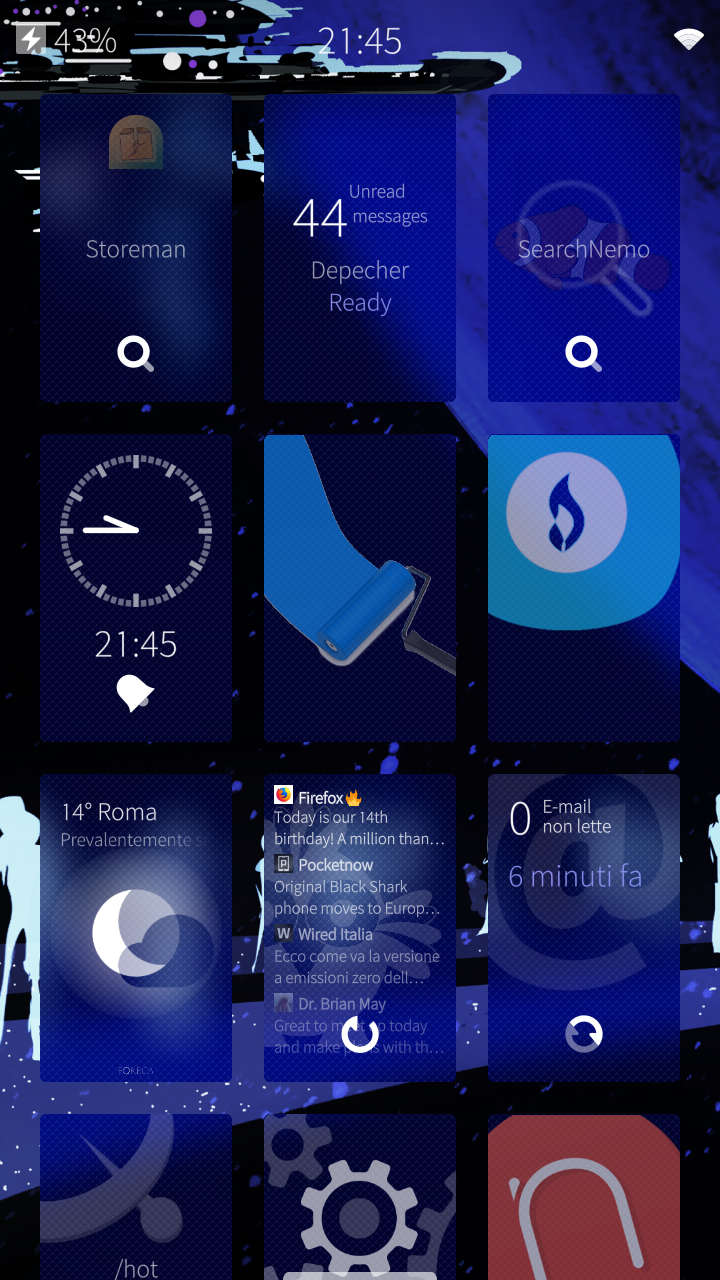 43%
21:45
Storeman
44
Unread
messages
Depecher
Ready
SearchNemo
21:45
14° Roma
Prevalentemente s
FORECA
Firefox🔥
Today is our 14th
birthday! A million than…
Pocketnow
Original Black Shark
phone moves to Europ…
W Wired Italia
Ecco come va la versione
a emissioni zero dell…
Dr. Brian May
Great to meet up today
and make plans with th…
0
E-mail
non lette
6 minuti fa
/hot